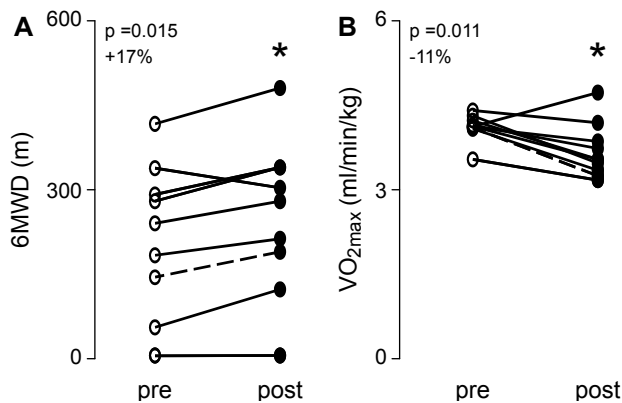 A
600
p =0.015
+17%
*
6MWD (m)
300
0
pre
post
B
6
p =0.011
-11%
*
VO2max (ml/min/kg)
3
0
pre
post